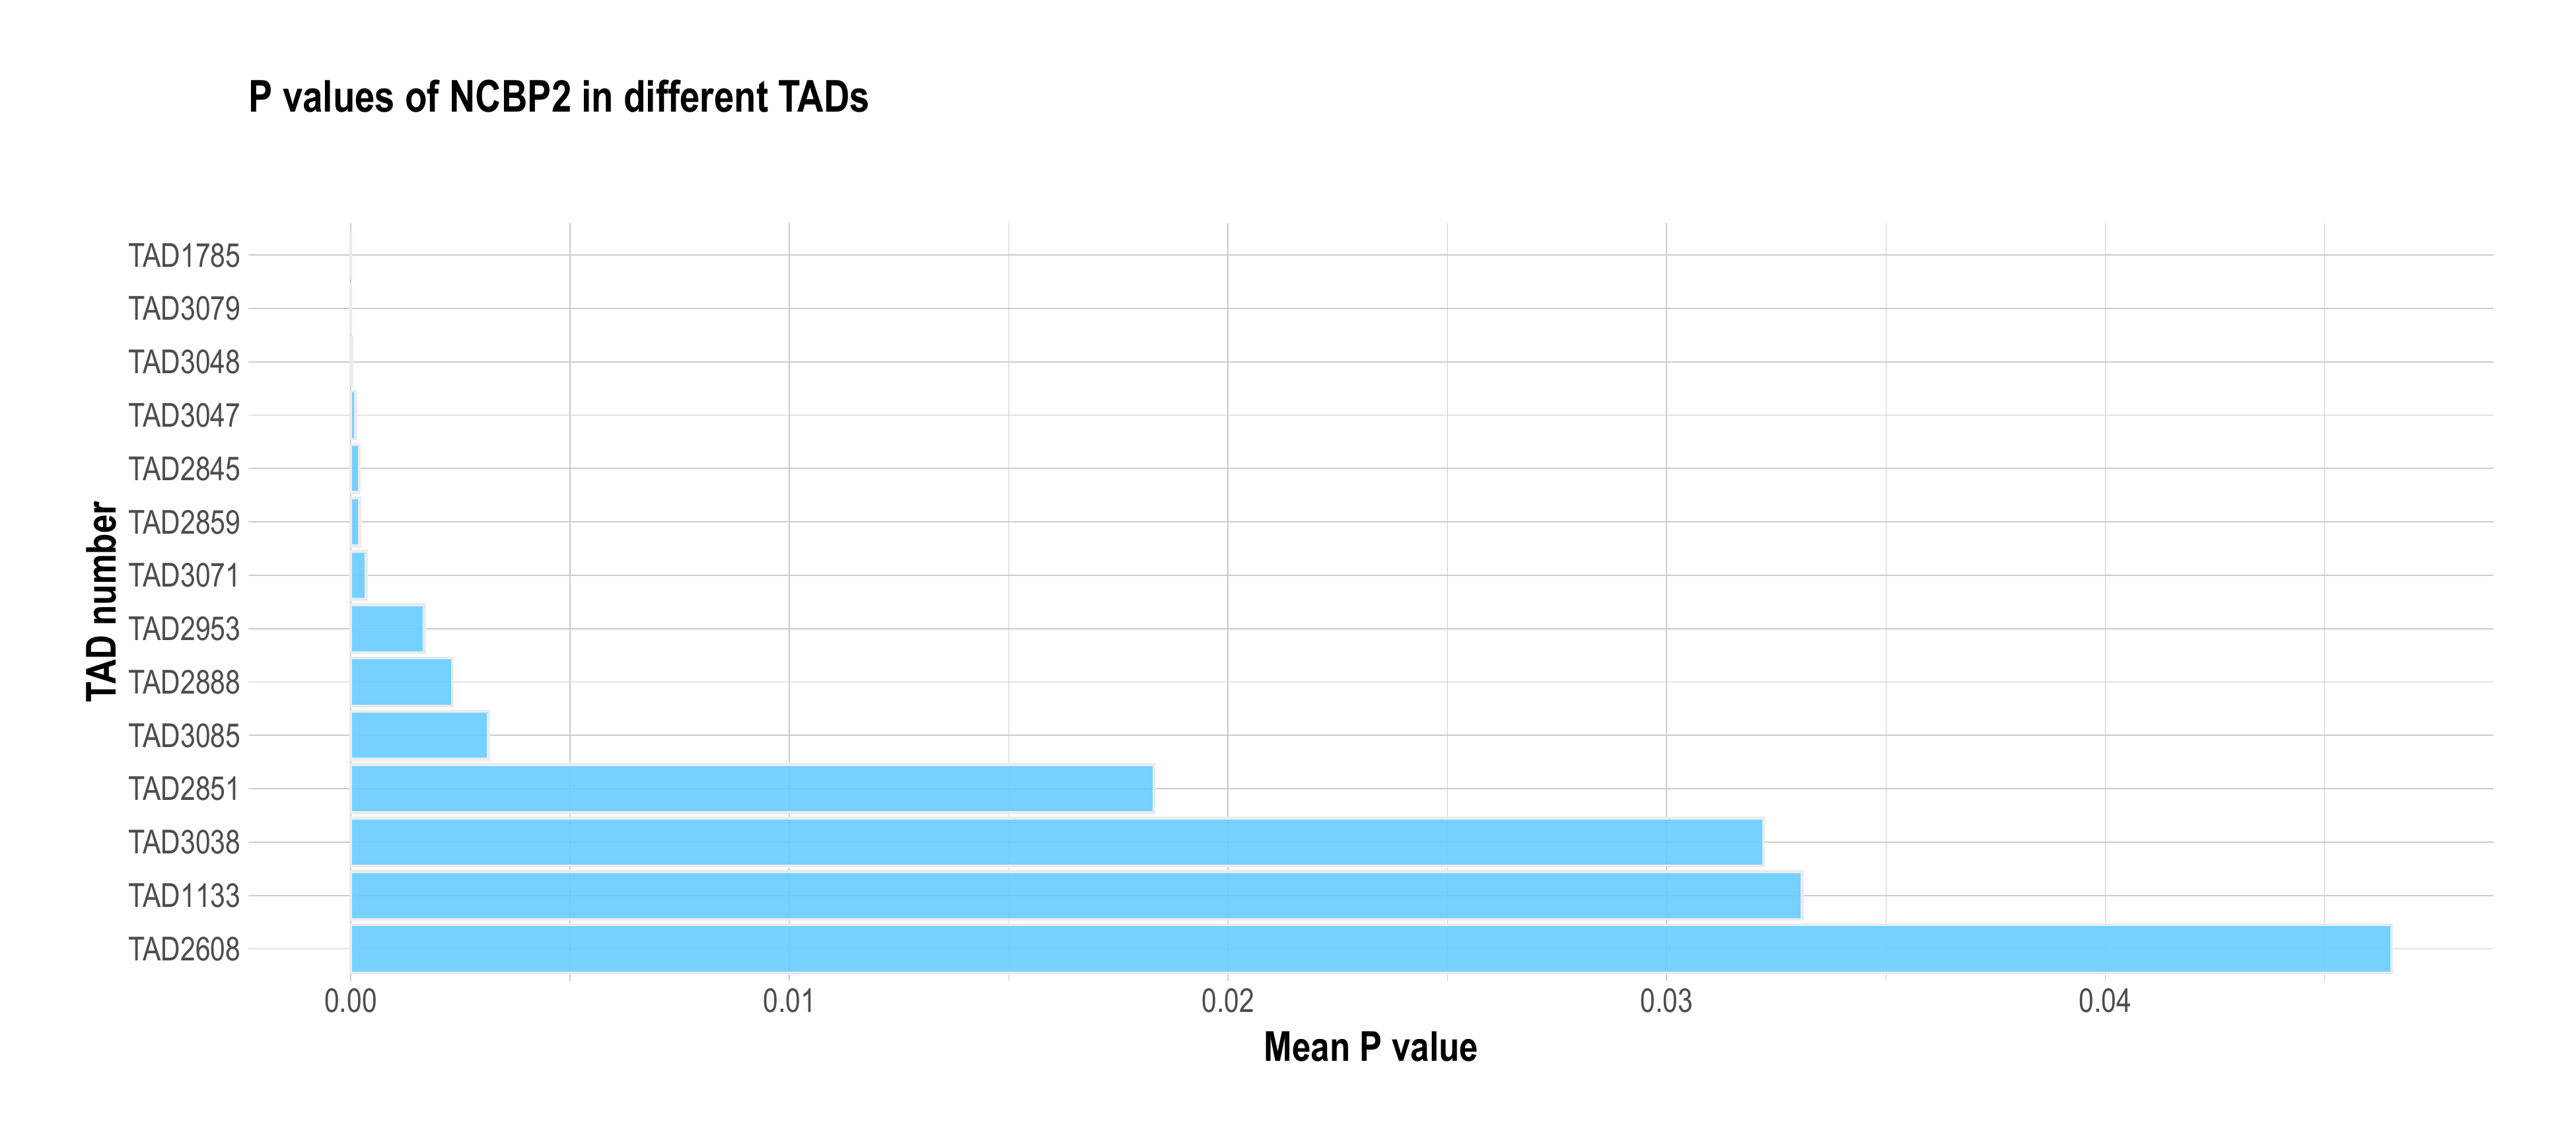 P values of NCBP2 in different TADs
TAD number
TAD1785
TAD3079
TAD3048
TAD3047
TAD2845
TAD2859
TAD3071
TAD2953
TAD2888
TAD3085
TAD2851
TAD3038
TAD1133
TAD2608
0.00 0.01 0.02 0.03 0.04
Mean P value